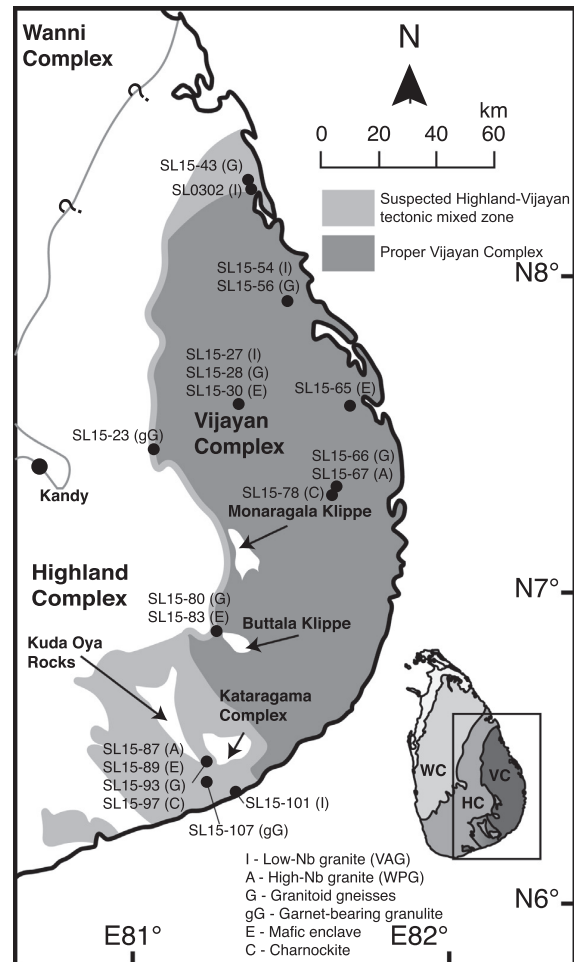 Wanni
Complex
N
km
0 20 40 60
?
?
SL15-43 (G)
SL0302 (I)
Suspected Highland-Vijayan
tectonic mixed zone
Proper Vijayan Complex
N8°
SL15-54 (I)
SL15-56 (G)
SL15-27 (I)
SL15-28 (G)
SL15-30 (E)
SL15-65 (E)
Vijayan
Complex
SL15-23 (gG)
SL15-66 (G)
SL15-67 (A)
SL15-78 (C)
Kandy
Monaragala Klippe
Highland
Complex
N7°
SL15-80 (G)
SL15-83 (E)
Buttala Klippe
Kuda Oya
Rocks
Kataragama
Complex
SL15-87 (A)
SL15-89 (E)
SL15-93 (G)
SL15-97 (C)
SL15-101 (I)
SL15-107 (gG)
WC
VC
HC
I - Low-Nb granite (VAG)
A - High-Nb granite (WPG)
G - Granitoid gneisses
gG - Garnet-bearing granulite
E - Mafic enclave
C - Charnockite
N6°
E81°
E82°